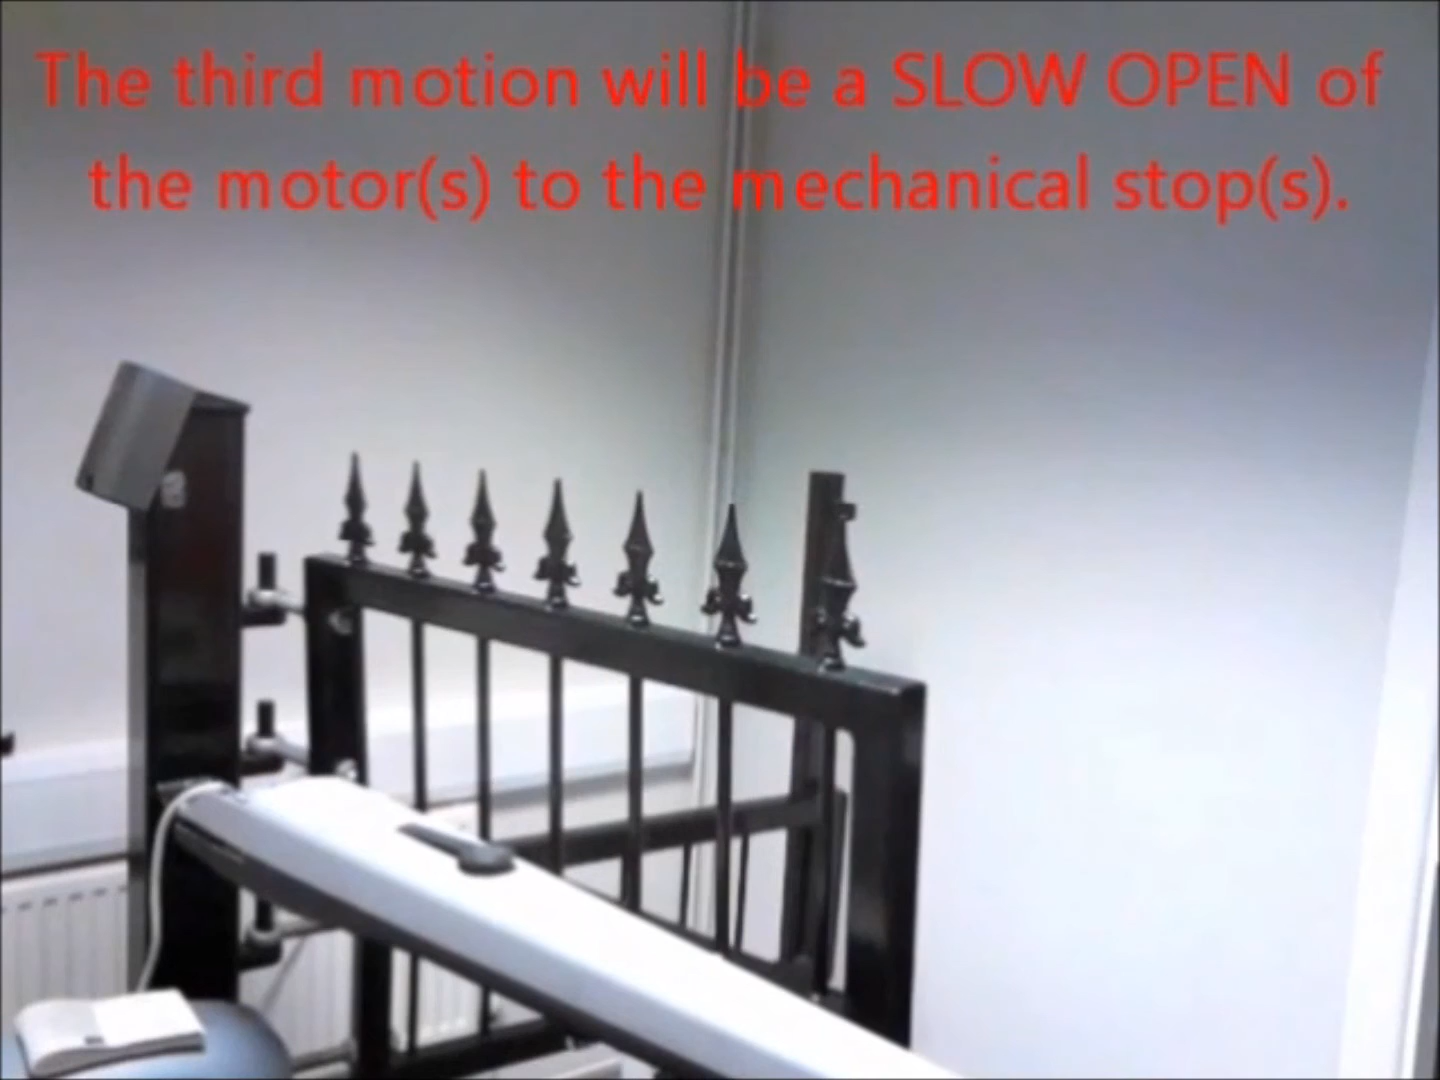 The third motion will be a SLOW OPEN of
the motor(s) to the mechanical stop(s).